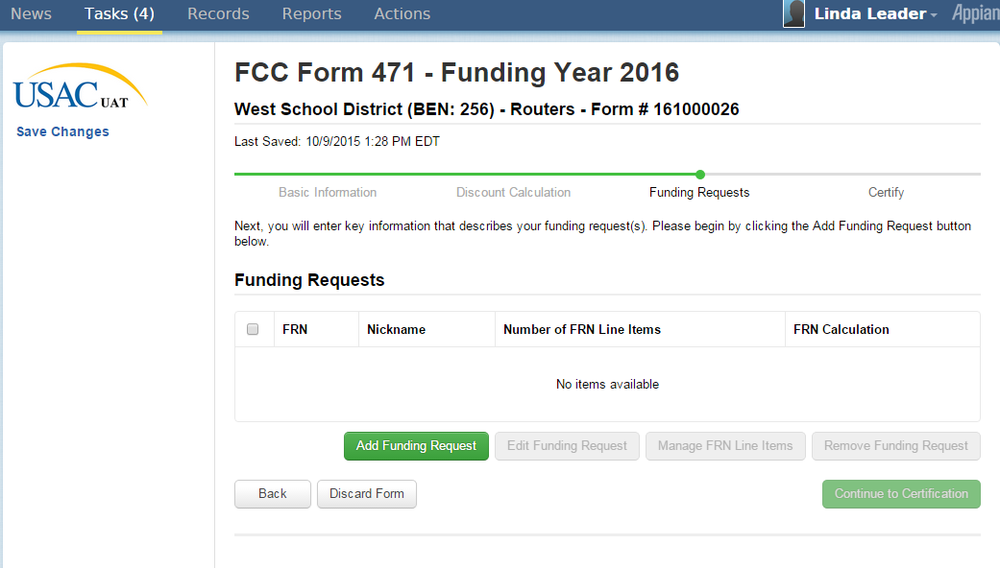 News Tasks (4) Records Reports Actions Linda Leader Appian
USAC UAT
Save Changes
FCC Form 471 - Funding Year 2016
West School District (BEN: 256) - Routers - Form # 161000026
Last Saved: 10/9/2015 1:28 PM EDT
Basic Information Discount Calculation Funding Requests Certify
Next, you will enter key information that describes your funding request(s). Please begin by clicking the Add Funding Request button
below.
Funding Requests
FRN Nickname Number of FRN Line Items FRN Calculation
No items available
Add Funding Request Edit Funding Request Manage FRN Line Items Remove Funding Request
Back Discard Form Continue to Certification